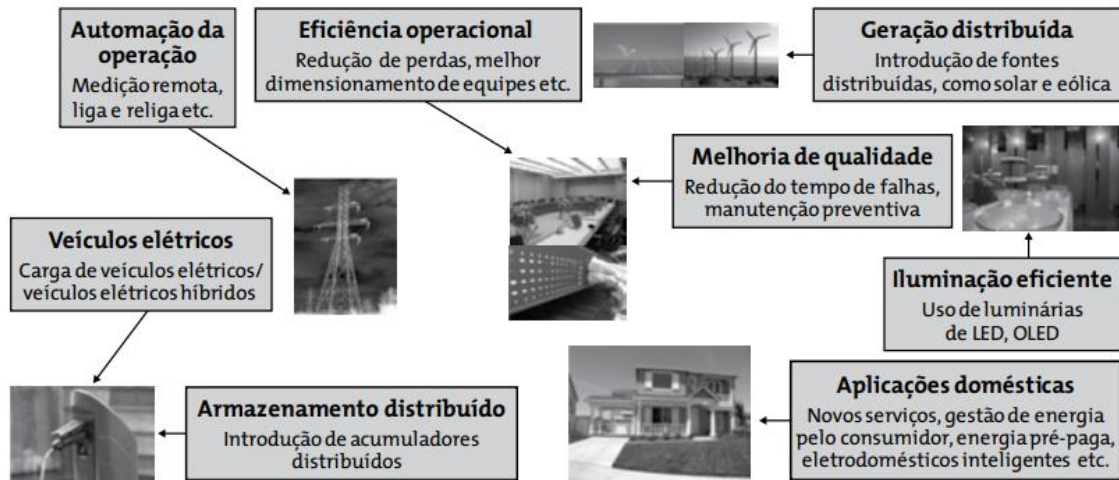 Automação da
operação
Medição remota,
liga e religa etc.
Eficiência operacional
Redução de perdas, melhor
dimensionamento de equipes etc.
Geração distribuída
Introdução de fontes
distribuídas, como solar e eólica
Melhoria de qualidade
Redução do tempo de falhas,
manutenção preventiva
Veículos elétricos
Carga de veículos elétricos/
veículos elétricos híbridos
Iluminação eficiente
Uso de luminárias
de LED, OLED
Armazenamento distribuído
Introdução de acumuladores
distribuídos
Aplicações domésticas
Novos serviços, gestão de energia
pelo consumidor, energia pré-paga,
eletrodomésticos inteligentes etc.